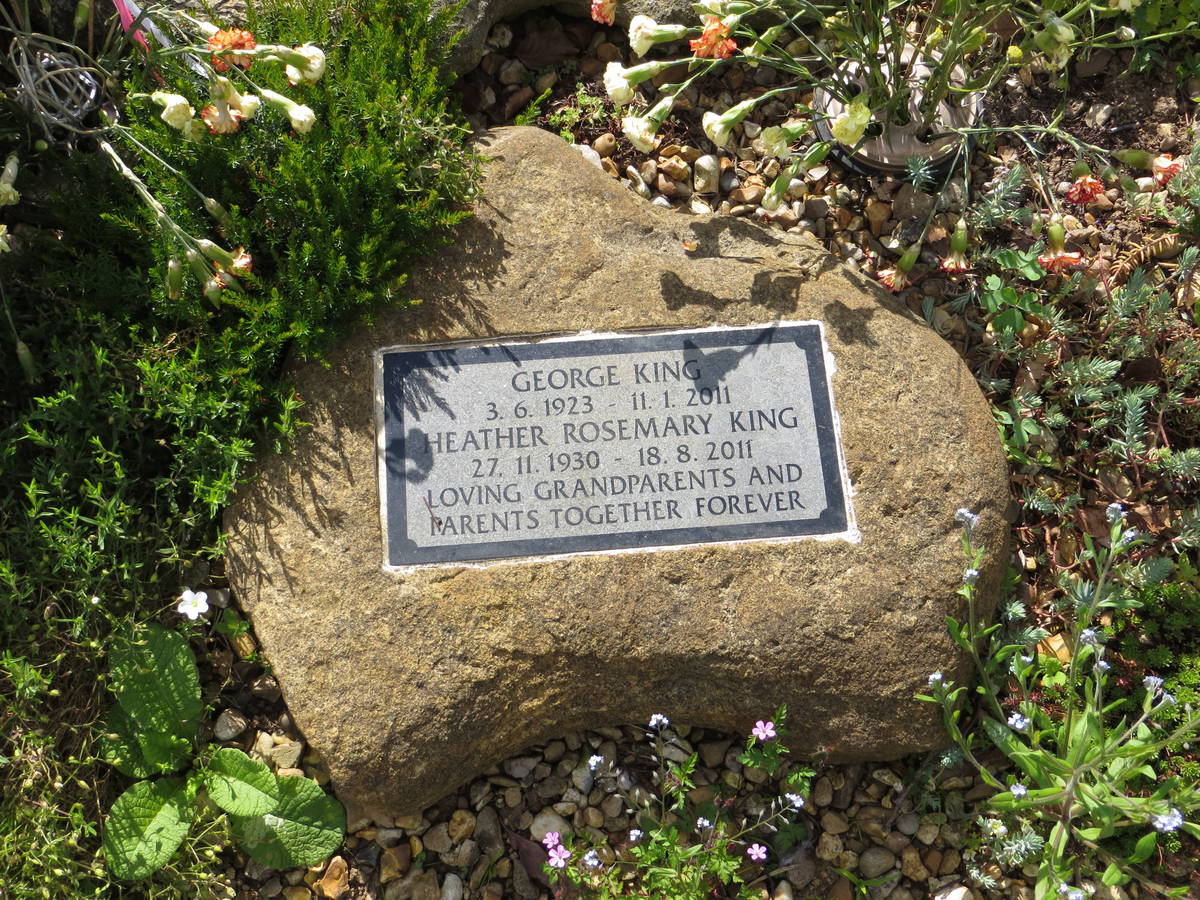 GEORGE KING
3. 6. 1923 - 11. 1. 2011
HEATHER ROSEMARY KING
27. 11. 1930 - 18. 8. 2011
LOVING GRANDPARENTS AND
PARENTS TOGETHER FOREVER